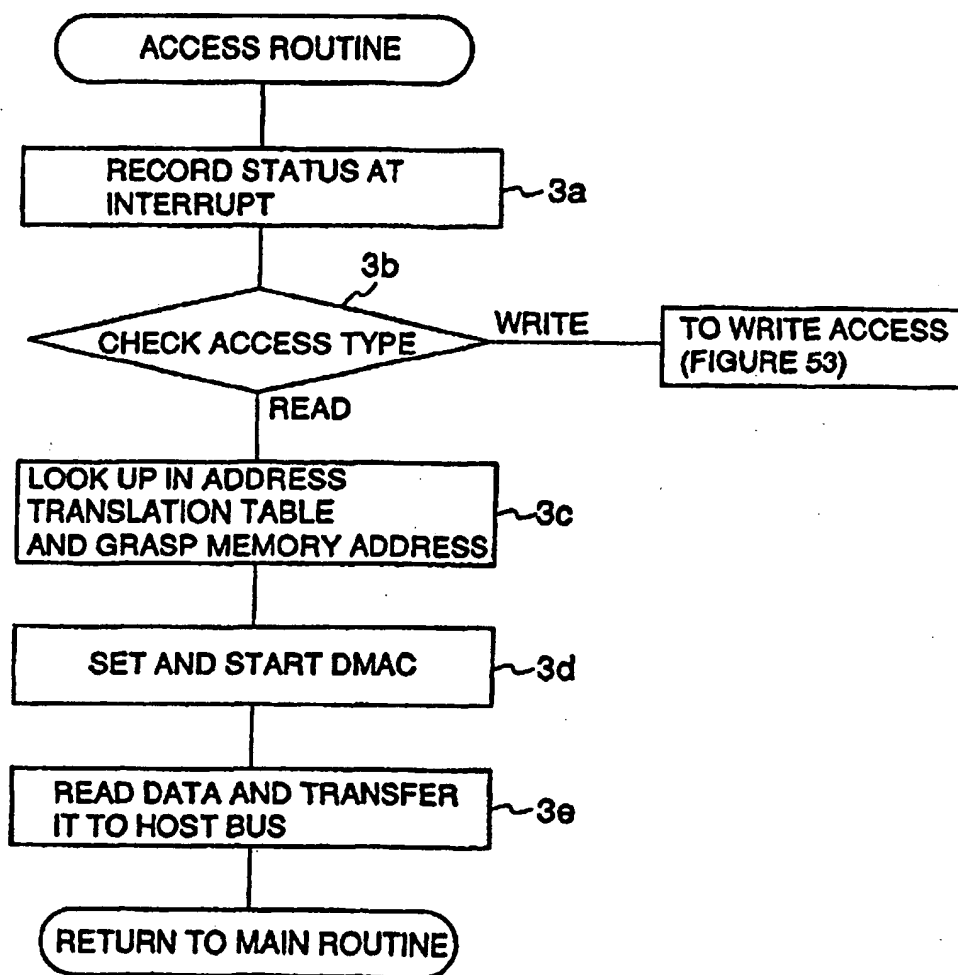 ACCESS ROUTINE
RECORD STATUS AT
INTERRUPT
3a
3b
CHECK ACCESS TYPE
WRITE
TO WRITE ACCESS
(FIGURE 53)
READ
LOOK UP IN ADDRESS
TRANSLATION TABLE
AND GRASP MEMORY ADDRESS
3c
SET AND START DMAC
3d
READ DATA AND TRANSFER
IT TO HOST BUS
3e
RETURN TO MAIN ROUTINE